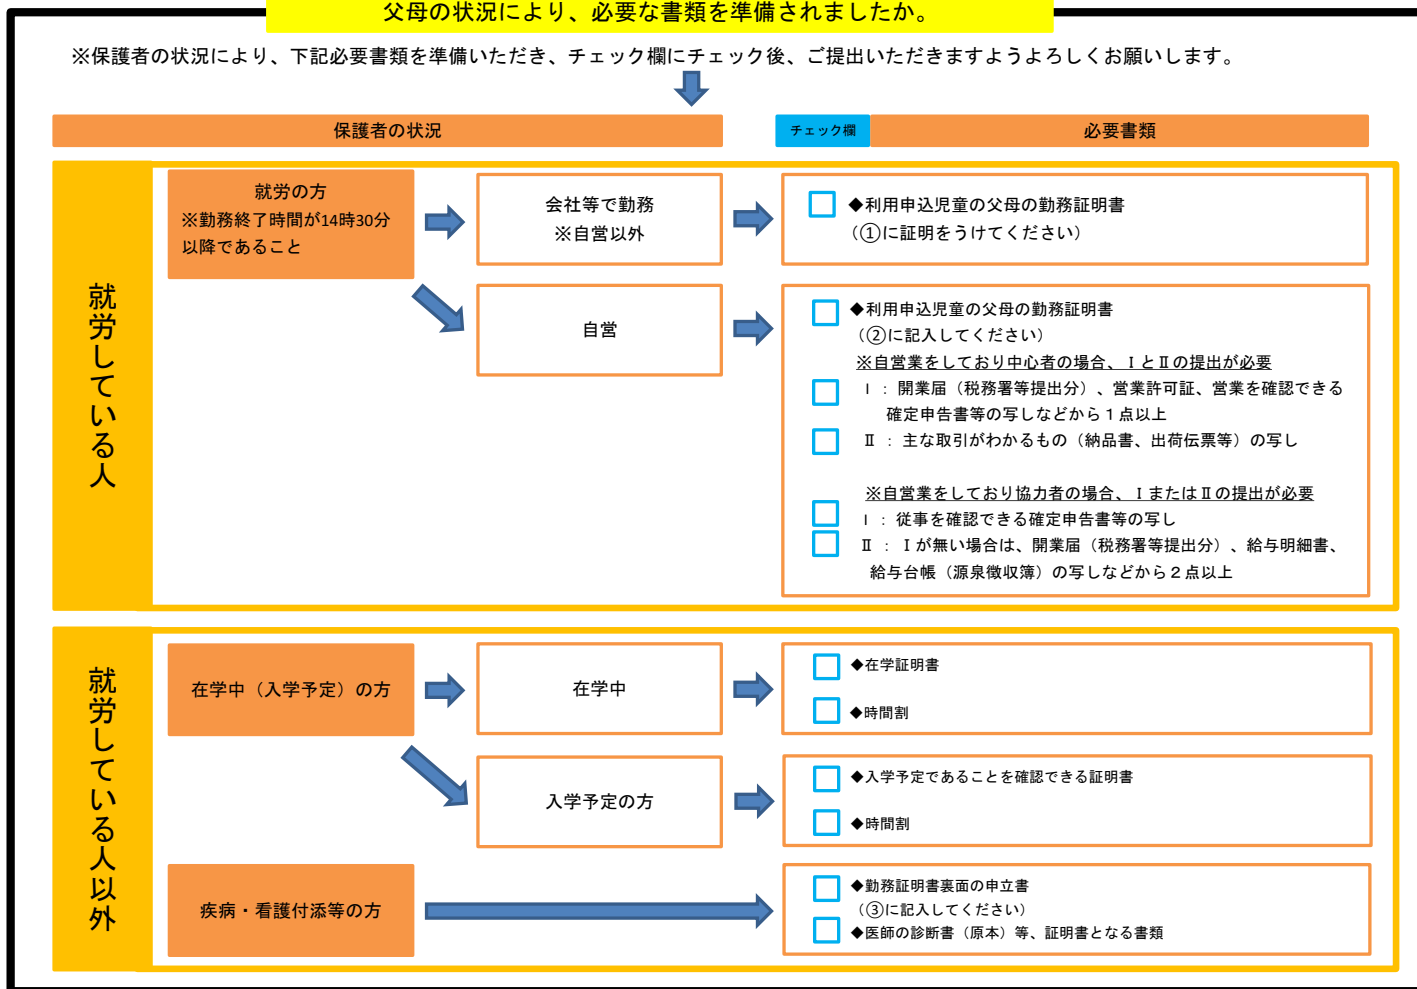 父母の状況により、必要な書類を準備されましたか。
※保護者の状況により、下記必要書類を準備いただき、チェック欄にチェック後、ご提出いただきますようよろしくお願いします。
保護者の状況
チェック欄
必要書類
就労している人
就労の方
※勤務終了時間が14時30分
以降であること
会社等で勤務
※自営以外
◆利用申込児童の父母の勤務証明書
（①に証明をうけてください）
自営
◆利用申込児童の父母の勤務証明書
（②に記入してください）
※自営業をしており中心者の場合、ⅠとⅡの提出が必要
Ⅰ：開業届（税務署等提出分）、営業許可証、営業を確認できる
確定申告書等の写しなどから１点以上
Ⅱ：主な取引がわかるもの（納品書、出荷伝票等）の写し
※自営業をしており協力者の場合、ⅠまたはⅡの提出が必要
Ⅰ：従事を確認できる確定申告書等の写し
Ⅱ：Ⅰが無い場合は、開業届（税務署等提出分）、給与明細書、
給与台帳（源泉徴収簿）の写しなどから２点以上
就労している人以外
在学中（入学予定）の方
在学中
◆在学証明書
◆時間割
入学予定の方
◆入学予定であることを確認できる証明書
◆時間割
疾病・看護付添等の方
◆勤務証明書裏面の申立書
（③に記入してください）
◆医師の診断書（原本）等、証明書となる書類